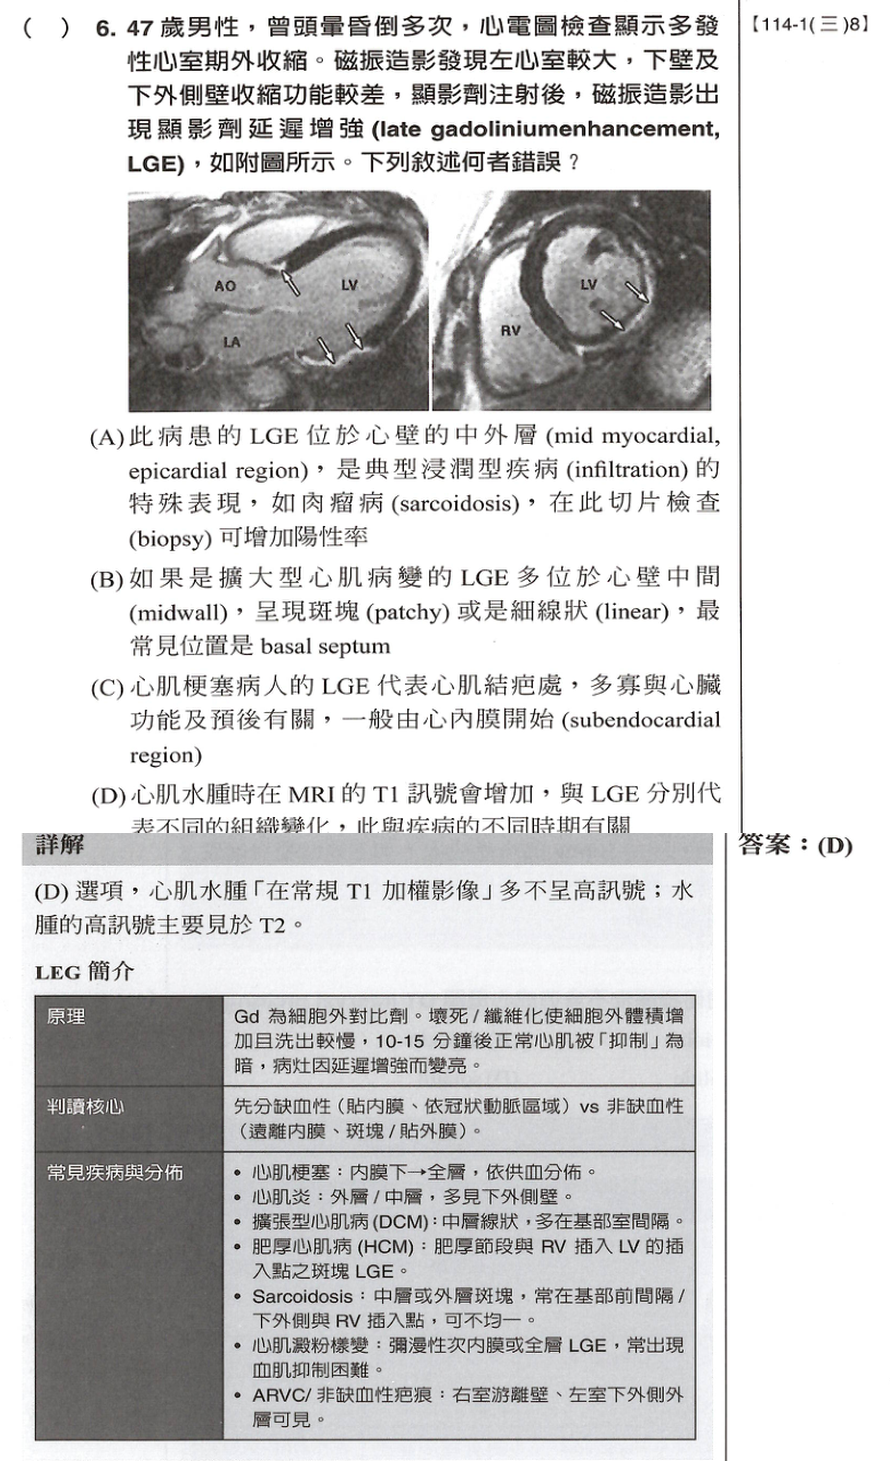 (　) 6. 47 歲男性，曾頭暈昏倒多次，心電圖檢查顯示多發
【114-1(三)8】
性心室期外收縮。磁振造影發現左心室較大，下壁及
下外側壁收縮功能較差，顯影劑注射後，磁振造影出
現顯影劑延遲增強 (late gadoliniumenhancement,
LGE)，如附圖所示。下列敘述何者錯誤？
AO
LV
LA
LV
RV
(A) 此病患的 LGE 位於心壁的中外層 (mid myocardial,
epicardial region)，是典型浸潤型疾病 (infiltration) 的
特殊表現，如肉瘤病 (sarcoidosis)，在此切片檢查
(biopsy) 可增加陽性率
(B) 如果是擴大型心肌病變的 LGE 多位於心壁中間
(midwall)，呈現斑塊 (patchy) 或是細線狀 (linear)，最
常見位置是 basal septum
(C) 心肌梗塞病人的 LGE 代表心肌結疤處，多寡與心臟
功能及預後有關，一般由心內膜開始 (subendocardial
region)
(D) 心肌水腫時在 MRI 的 T1 訊號會增加，與 LGE 分別代
表不同的組織變化，此與疾病的不同時期有關
詳解
答案：(D)
(D) 選項，心肌水腫「在常規 T1 加權影像」多不呈高訊號；水
腫的高訊號主要見於 T2。
LEG 簡介
原理
Gd 為細胞外對比劑。壞死 / 纖維化使細胞外體積增
加且洗出較慢，10-15 分鐘後正常心肌被「抑制」為
暗，病灶因延遲增強而變亮。
判讀核心
先分缺血性（貼內膜、依冠狀動脈區域）vs 非缺血性
（遠離內膜、斑塊 / 貼外膜）。
常見疾病與分佈
• 心肌梗塞：內膜下→全層，依供血分佈。
• 心肌炎：外層 / 中層，多見下外側壁。
• 擴張型心肌病 (DCM)：中層線狀，多在基部室間隔。
• 肥厚心肌病 (HCM)：肥厚節段與 RV 插入 LV 的插
入點之斑塊 LGE。
• Sarcoidosis：中層或外層斑塊，常在基部前間隔 /
下外側與 RV 插入點，可不均一。
• 心肌澱粉樣變：彌漫性次內膜或全層 LGE，常出現
血肌抑制困難。
• ARVC/ 非缺血性疤痕：右室游離壁、左室下外側外
層可見。